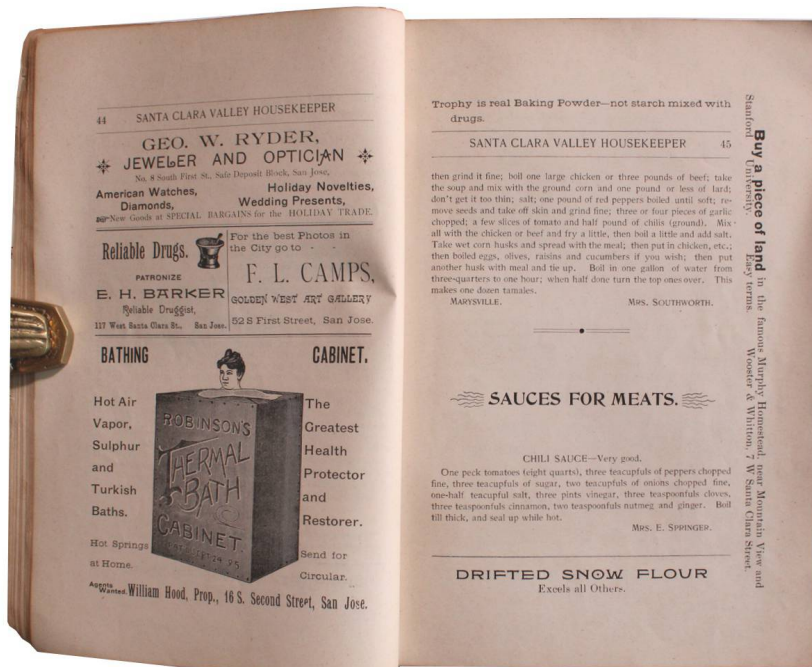 44 SANTA CLARA VALLEY HOUSEKEEPER
GEO. W. RYDER,
JEWELER AND OPTICIAN
No. 8 South First St., Safe Deposit Block, San Jose,
American Watches,
Diamonds,
Holiday Novelties,
Wedding Presents,
New Goods at SPECIAL BARGAINS for the HOLIDAY TRADE.
Reliable Drugs.
PATRONIZE
E. H. BARKER
Reliable Druggist,
117 West Santa Clara St., San Jose.
For the best Photos in
the City go to - -
F. L. CAMPS,
GOLDEN WEST ART GALLERY
52 S First Street, San Jose.
BATHING CABINET.
Hot Air
Vapor,
Sulphur
and
Turkish
Baths.
Hot Springs
at Home.
ROBINSON'S
THERMAL
BATH
CABINET.
The
Greatest
Health
Protector
and
Restorer.
Send for
Circular.
Agents Wanted. William Hood, Prop., 16 S. Second Street, San Jose.
Trophy is real Baking Powder—not starch mixed with
drugs.
SANTA CLARA VALLEY HOUSEKEEPER 45
then grind it fine; boil one large chicken or three pounds of beef; take
the soup and mix with the ground corn and one pound or less of lard;
don't get it too thin; salt; one pound of red peppers boiled until soft; re-
move seeds and take off skin and grind fine; three or four pieces of garlic
chopped; a few slices of tomato and half pound of chilis (ground). Mix
all with the chicken or beef and fry a little, then boil a little and add salt.
Take wet corn husks and spread with the meal; then put in chicken, etc.;
then boiled eggs, olives, raisins and cucumbers if you wish; then put
another husk with meal and tie up. Boil in one gallon of water from
three-quarters to one hour; when half done turn the top ones over. This
makes one dozen tamales.
MARYSVILLE. MRS. SOUTHWORTH.
SAUCES FOR MEATS.
CHILI SAUCE—Very good.
One peck tomatoes (eight quarts), three teacupfuls of peppers chopped
fine, three teacupfuls of sugar, two teacupfuls of onions chopped fine,
one-half teacupful salt, three pints vinegar, three teaspoonfuls cloves,
three teaspoonfuls cinnamon, two teaspoonfuls nutmeg and ginger. Boil
till thick, and seal up while hot.
MRS. E. SPRINGER.
DRIFTED SNOW FLOUR
Excels all Others.
Buy a piece of land in the famous Murphy Homestead, near Mountain View and
Stanford University. Easy terms. Wooster & Whitton, 7 W Santa Clara Street.